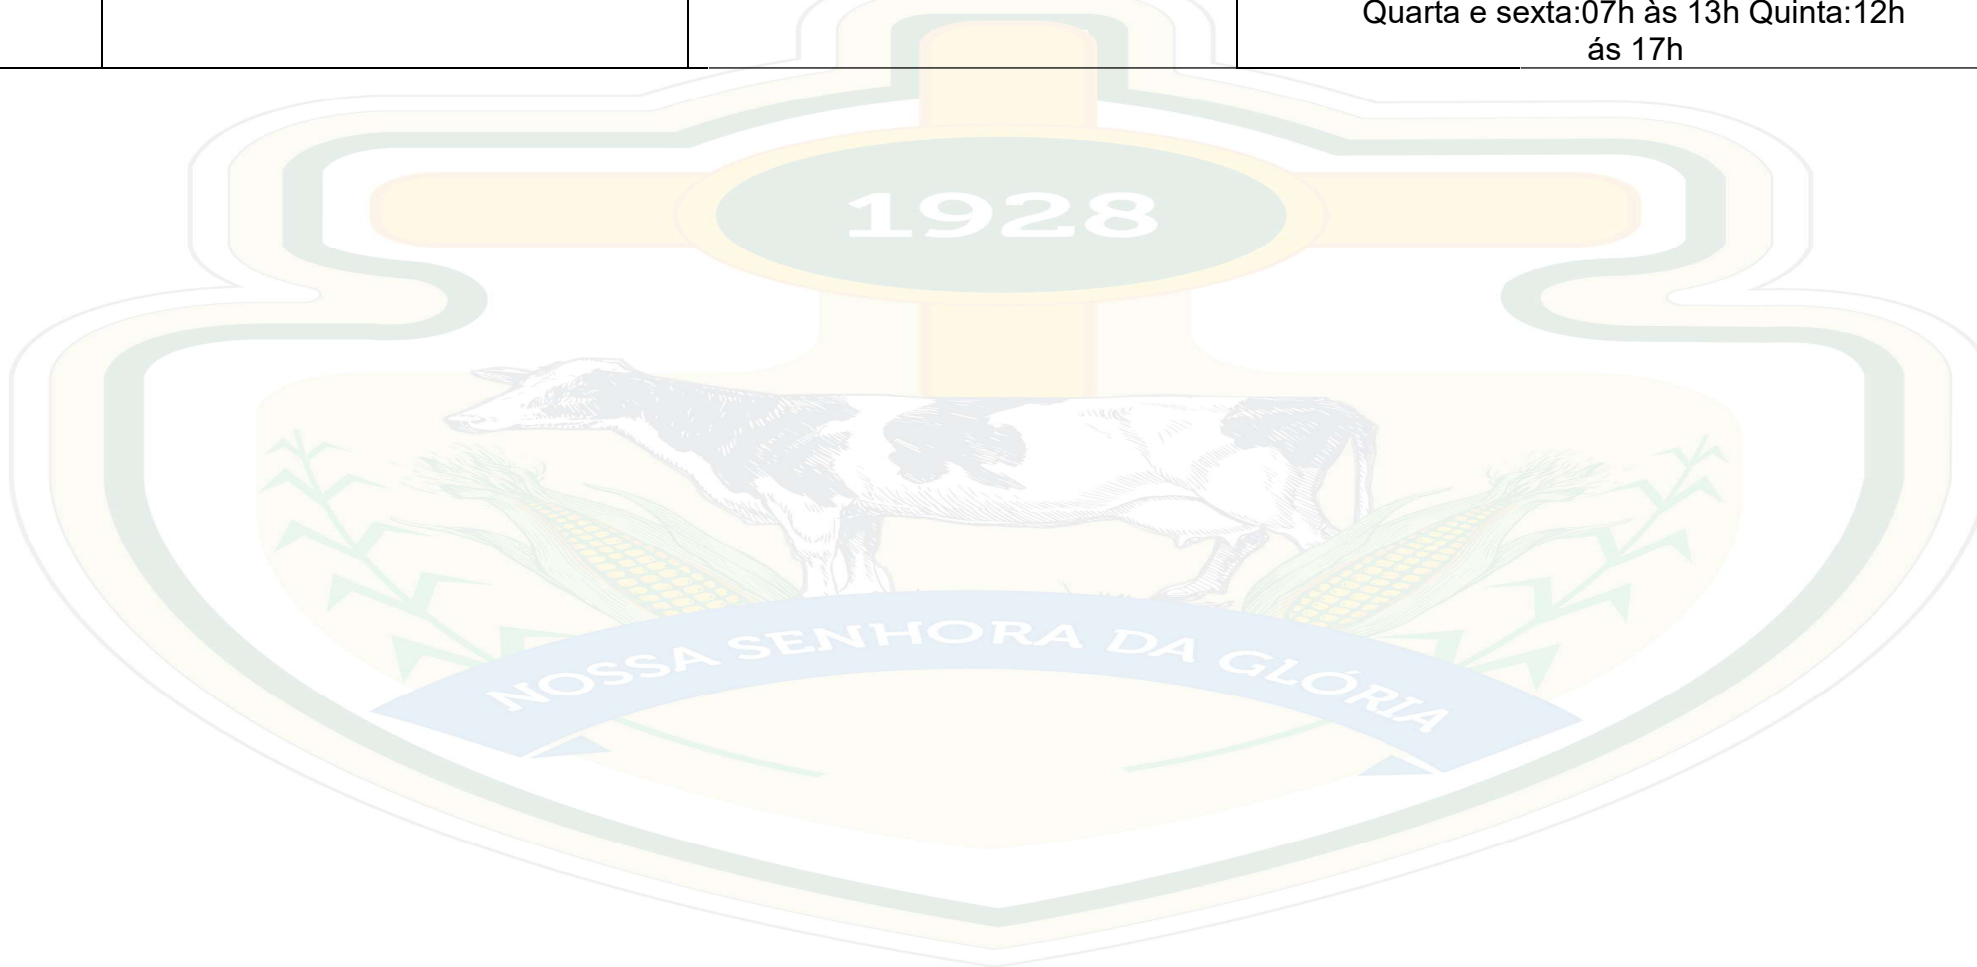 Quarta e sexta:07h às 13h Quinta:12h
ás 17h
1928
NOSSA SENHORA DA GLÓRIA